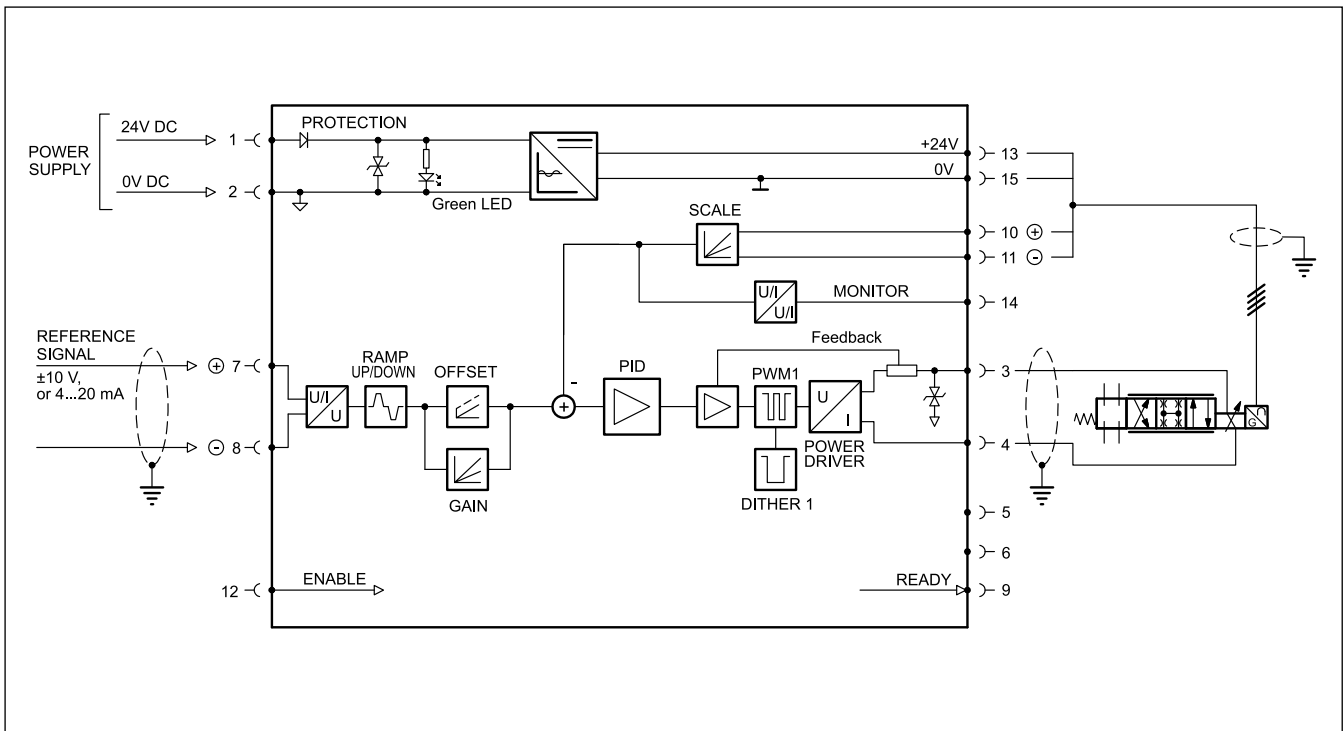 24V DC
1
PROTECTION
+24V
13
POWER
SUPPLY
0V
15
0V DC
2
Green LED
SCALE
10 +
11 -
U/I
U/I
MONITOR
14
REFERENCE
SIGNAL
±10 V,
or 4...20 mA
+ 7
- 8
U/I
U
RAMP
UP/DOWN
OFFSET
GAIN
-
+
PID
Feedback
PWM1
U
I
POWER
DRIVER
DITHER 1
3
4
G
5
6
12
ENABLE
READY
9